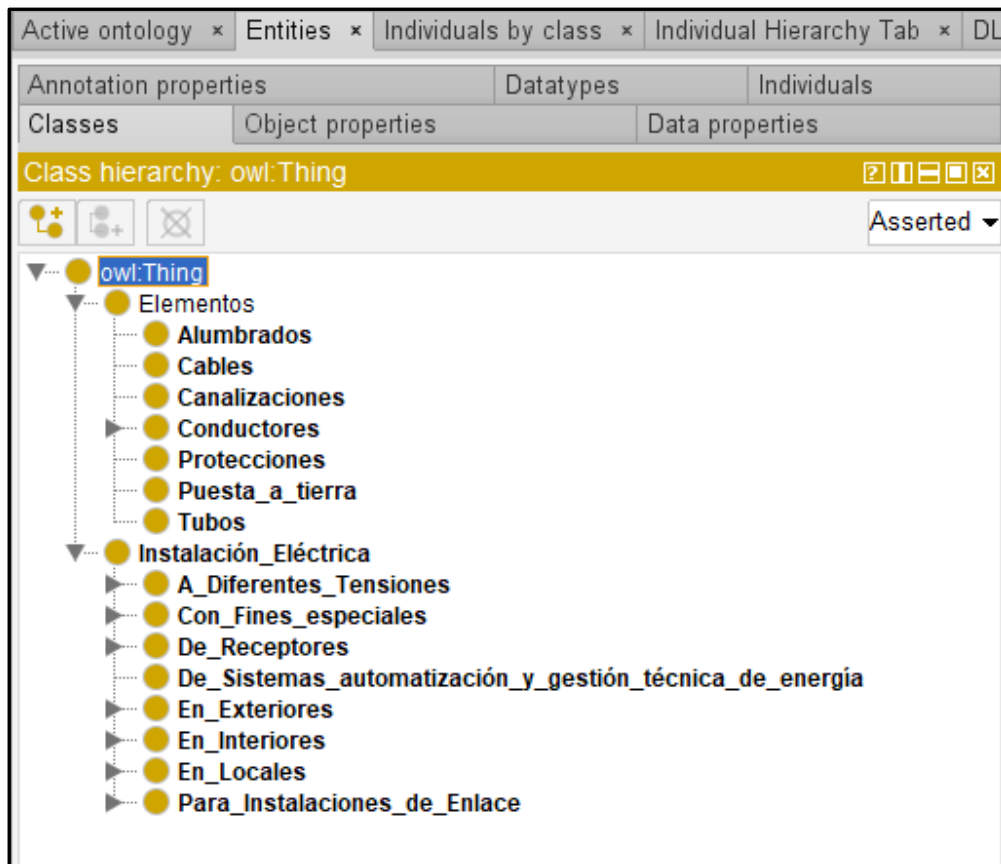 Active ontology × Entities × Individuals by class × Individual Hierarchy Tab × DL
Annotation properties Datatypes Individuals
Classes Object properties Data properties
Class hierarchy: owl:Thing
Asserted
owl:Thing
Elementos
Alumbrados
Cables
Canalizaciones
Conductores
Protecciones
Puesta_a_tierra
Tubos
Instalación_Eléctrica
A_Diferentes_Tensiones
Con_Fines_especiales
De_Receptores
De_Sistemas_automatización_y_gestión_técnica_de_energía
En_Exteriores
En_Interiores
En_Locales
Para_Instalaciones_de_Enlace